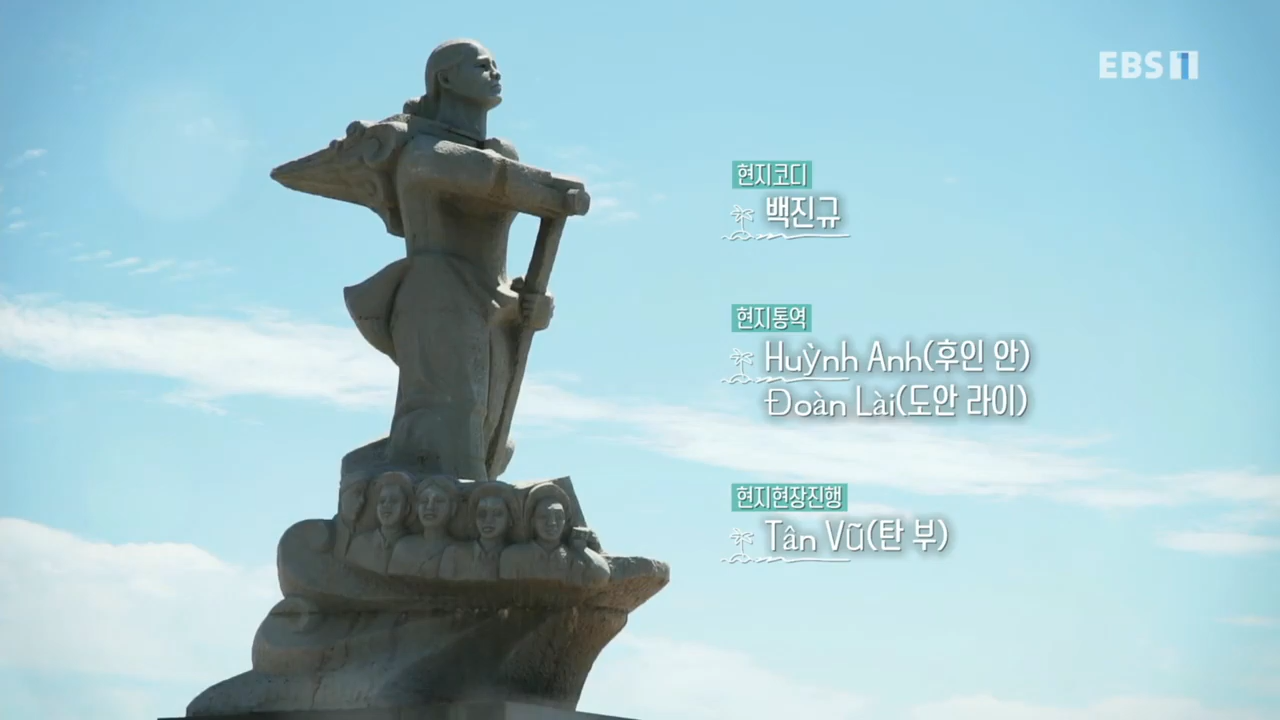 EBS 1
현지코디
백진규
현지통역
Huỳnh Anh(후인 안)
Đoàn Lài(도안 라이)
현지현장진행
Tân Vũ(탄 부)